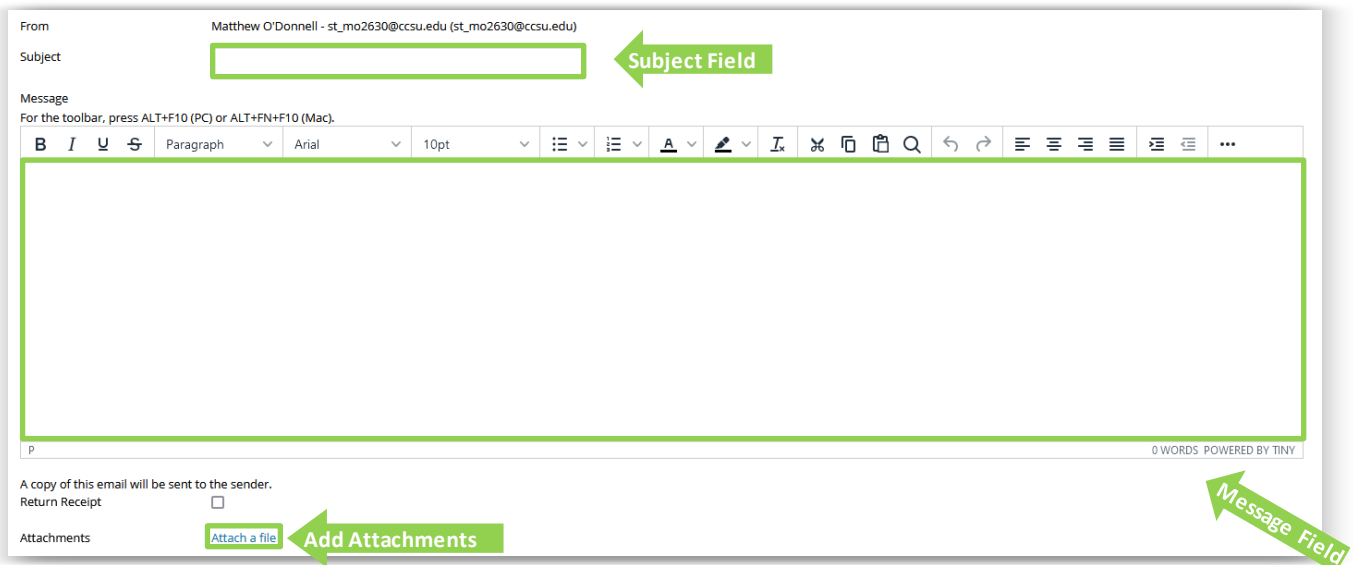 From Matthew O'Donnell - st_mo2630@ccsu.edu (st_mo2630@ccsu.edu)
Subject Subject Field
Message
For the toolbar, press ALT+F10 (PC) or ALT+FN+F10 (Mac).
B I U S Paragraph Arial 10pt A Ix
P 0 WORDS POWERED BY TINY
A copy of this email will be sent to the sender.
Return Receipt
Message Field
Attachments Attach a file Add Attachments